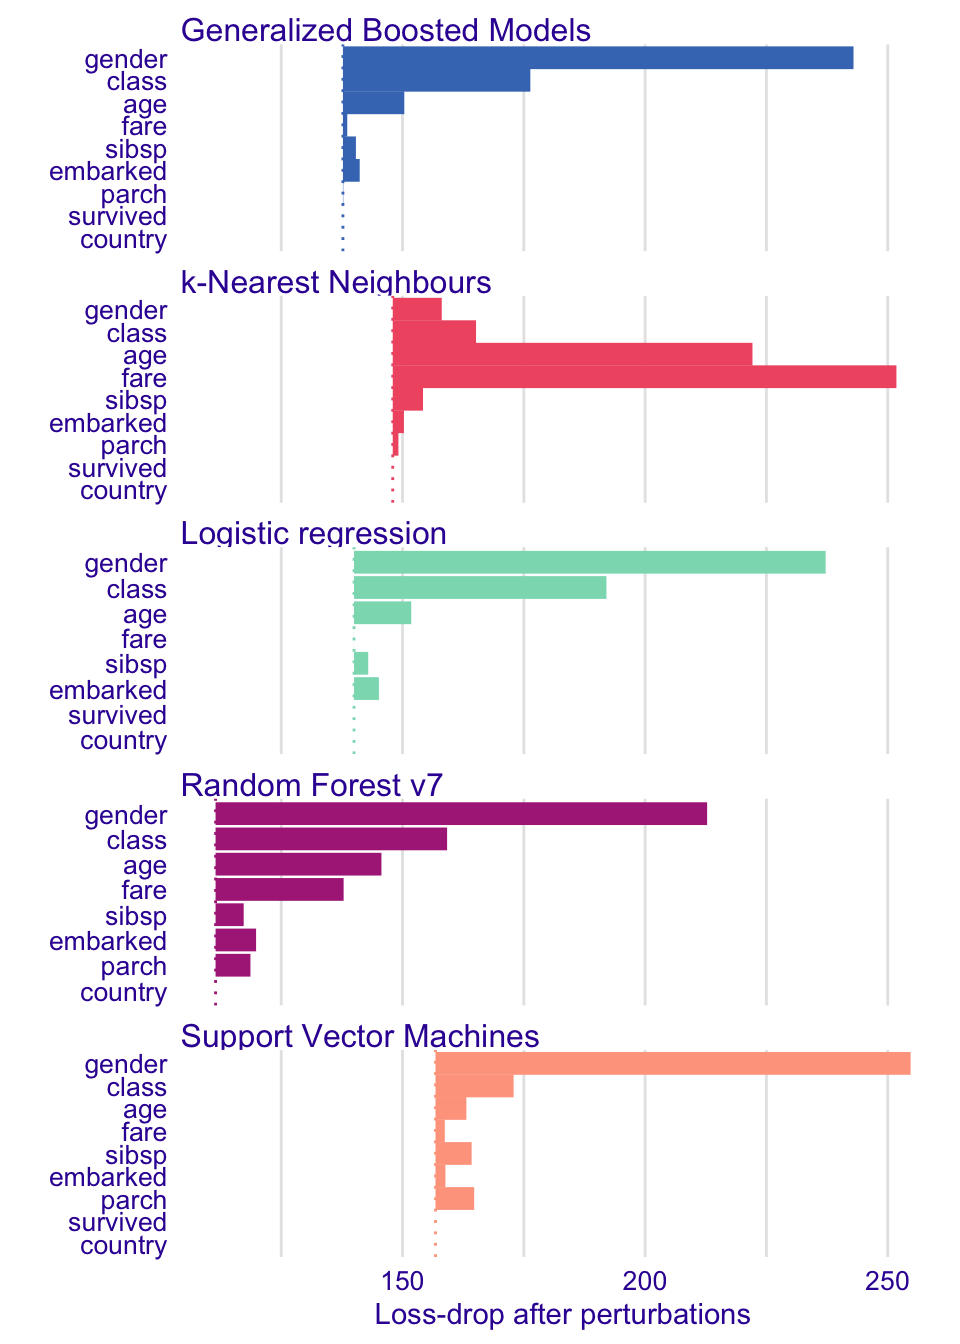 Generalized Boosted Models
gender
class
age
fare
sibsp
embarked
parch
survived
country
k-Nearest Neighbours
gender
class
age
fare
sibsp
embarked
parch
survived
country
Logistic regression
gender
class
age
fare
sibsp
embarked
survived
country
Random Forest v7
gender
class
age
fare
sibsp
embarked
parch
country
Support Vector Machines
gender
class
age
fare
sibsp
embarked
parch
survived
country
150 200 250
Loss-drop after perturbations